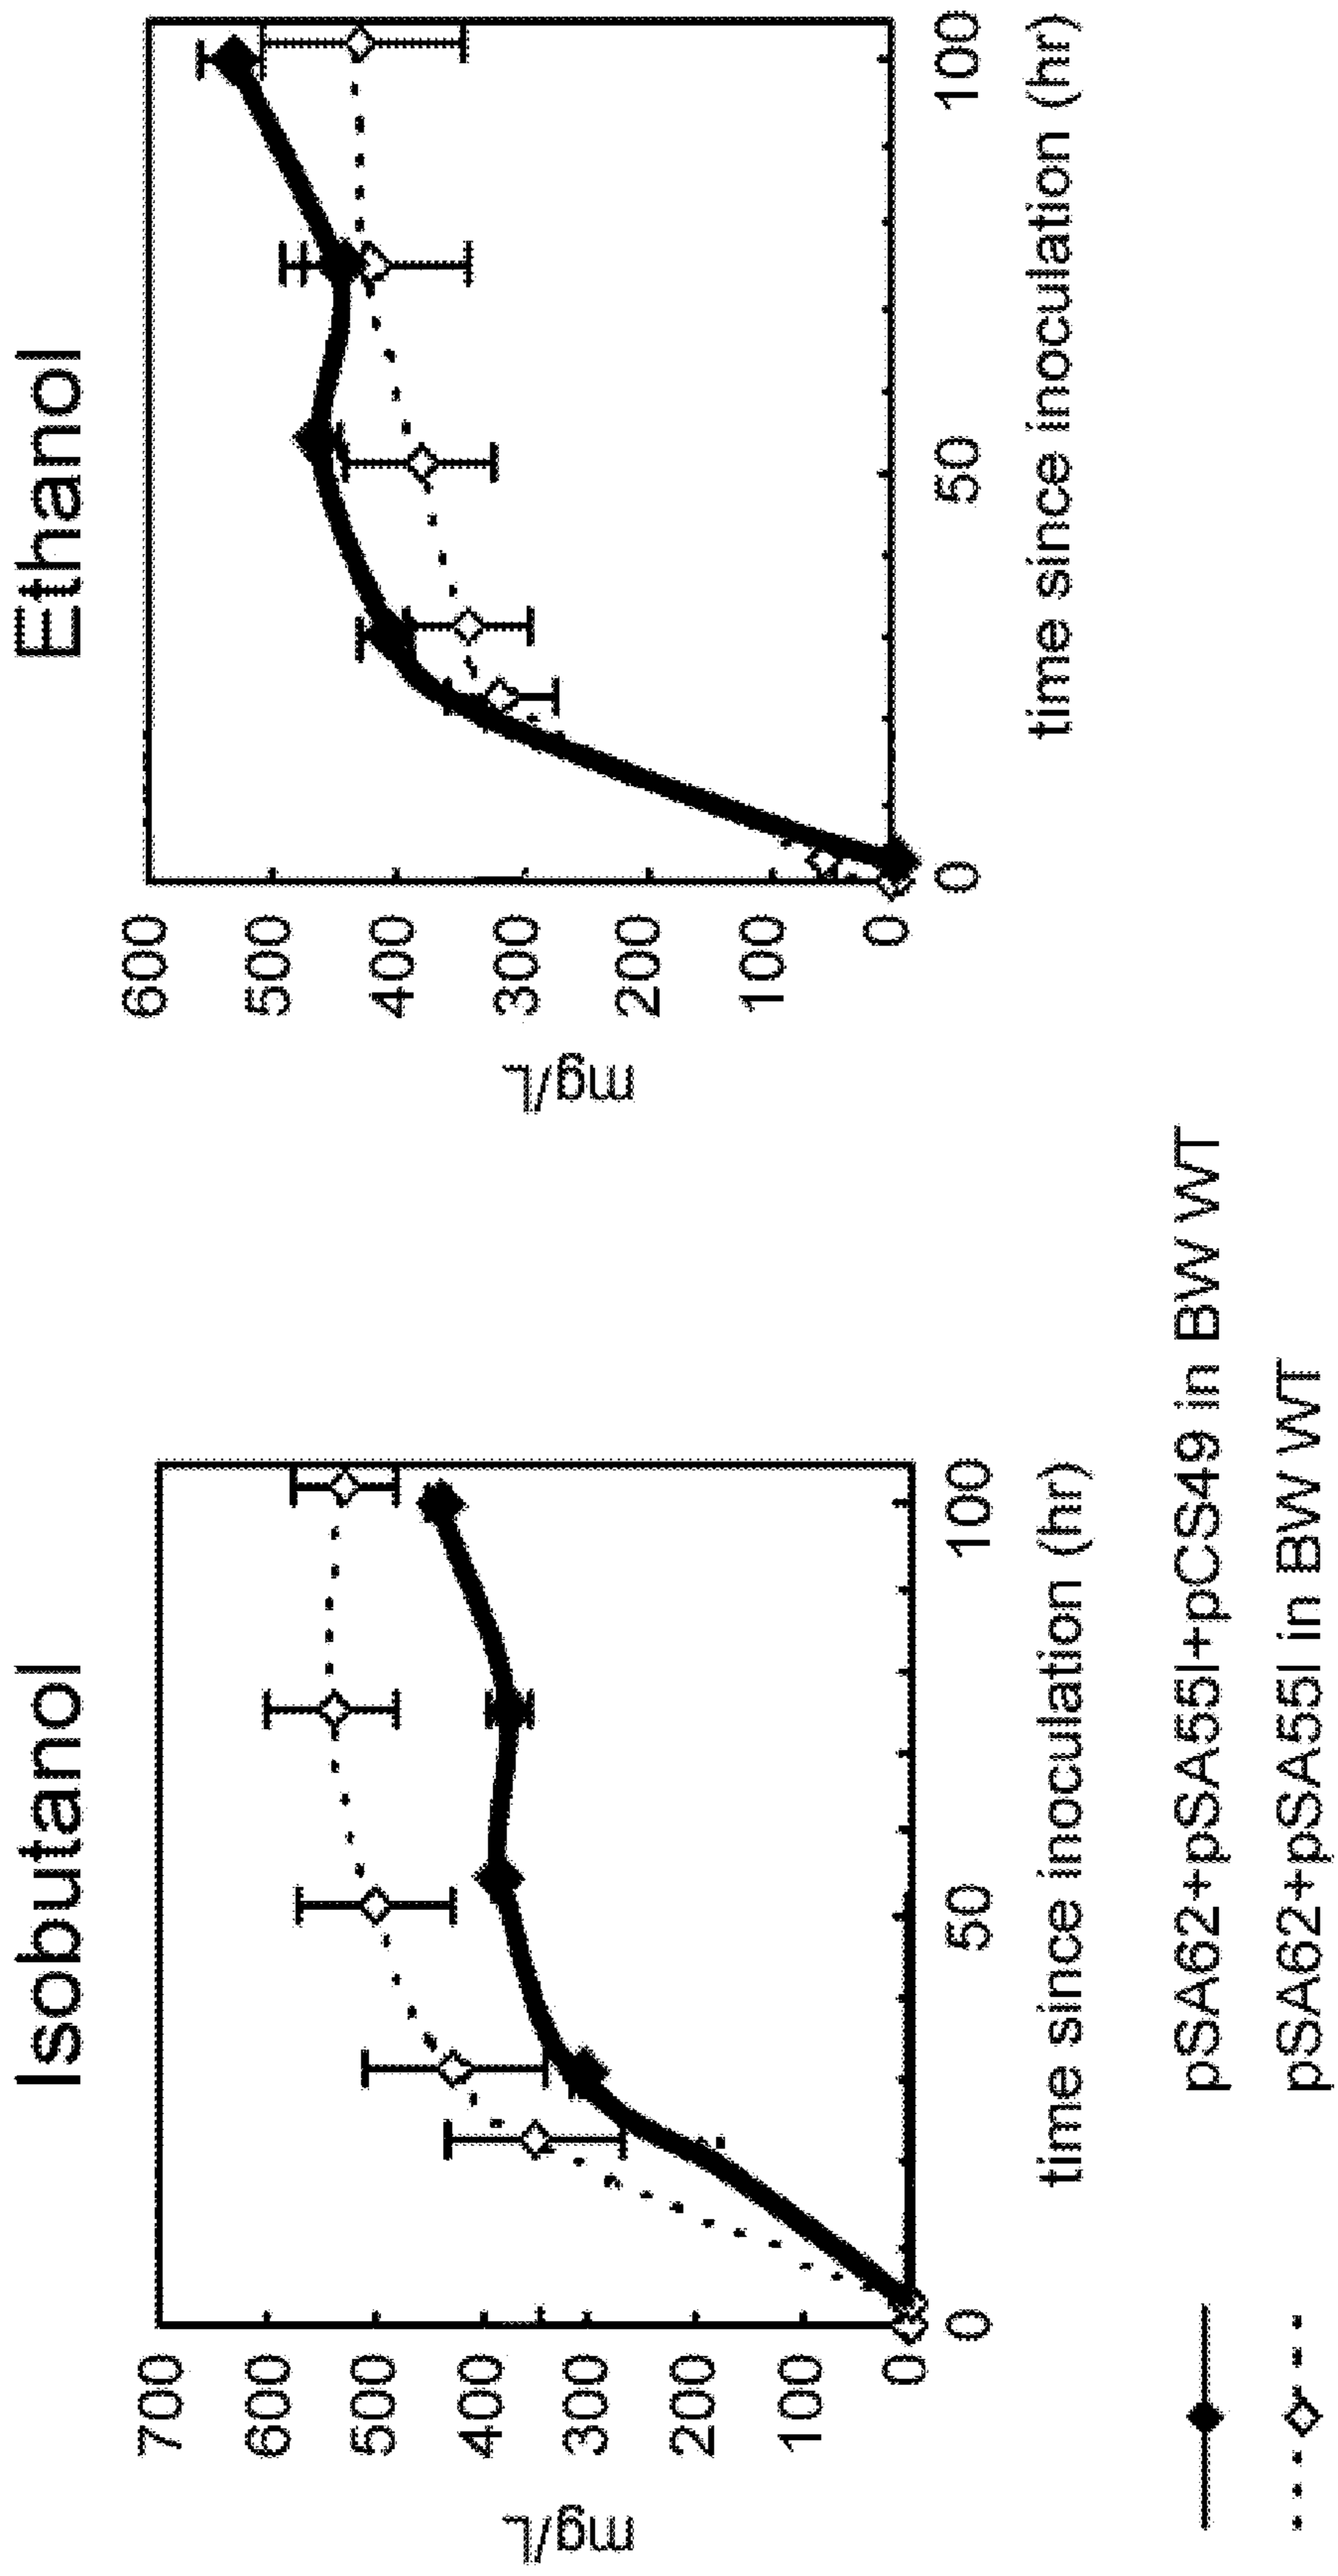 Isobutanol
mg/L
700
600
500
400
300
200
100
0
0
50
100
time since inoculation (hr)
Ethanol
mg/L
600
500
400
300
200
100
0
0
50
100
time since inoculation (hr)
pSA62+pSA55I+pCS49 in BW WT
pSA62+pSA55I in BW WT